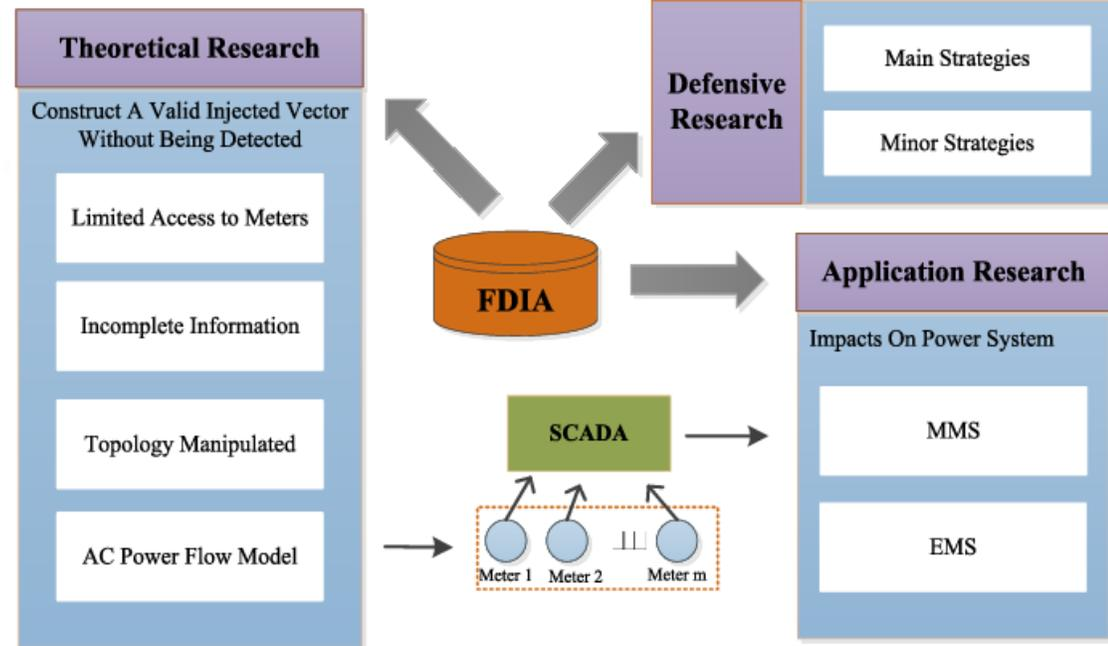 Theoretical Research
Construct A Valid Injected Vector
Without Being Detected
Limited Access to Meters
Incomplete Information
Topology Manipulated
AC Power Flow Model
FDIA
SCADA
Meter 1
Meter 2
Meter m
Defensive
Research
Main Strategies
Minor Strategies
Application Research
Impacts On Power System
MMS
EMS